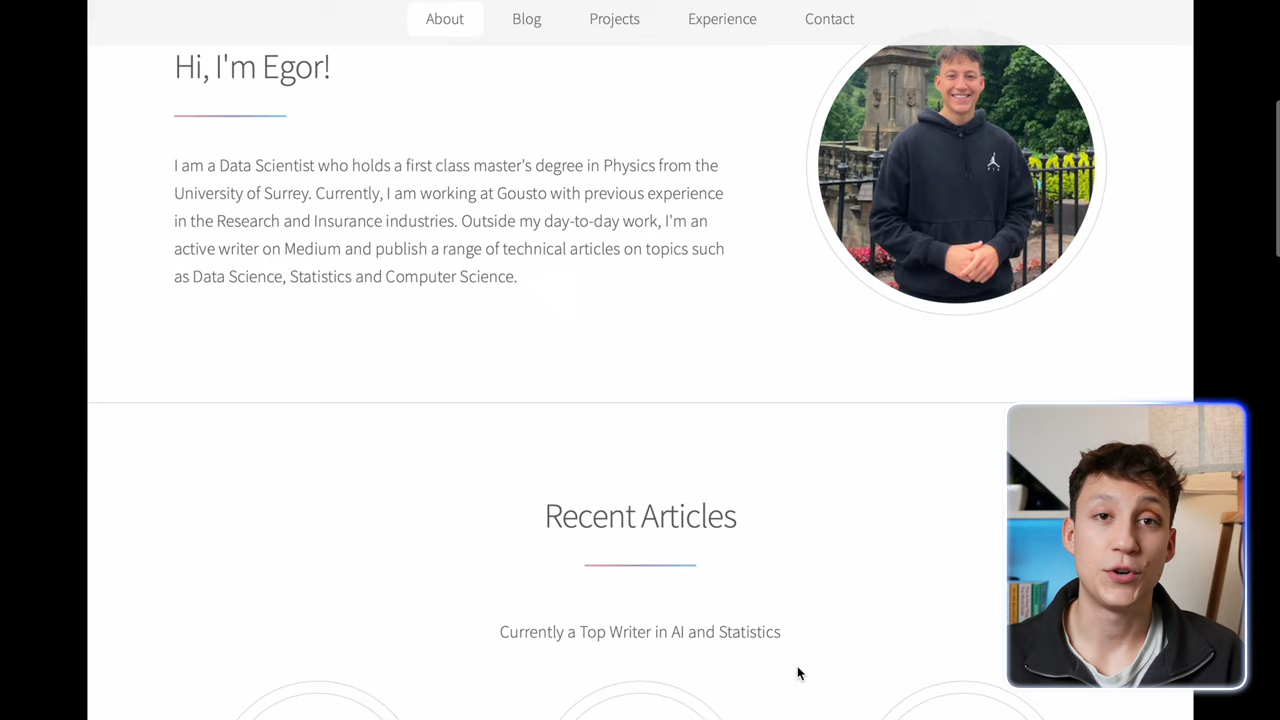 About Blog Projects Experience Contact
Hi, I'm Egor!
I am a Data Scientist who holds a first class master's degree in Physics from the
University of Surrey. Currently, I am working at Gousto with previous experience
in the Research and Insurance industries. Outside my day-to-day work, I'm an
active writer on Medium and publish a range of technical articles on topics such
as Data Science, Statistics and Computer Science.
Recent Articles
Currently a Top Writer in AI and Statistics